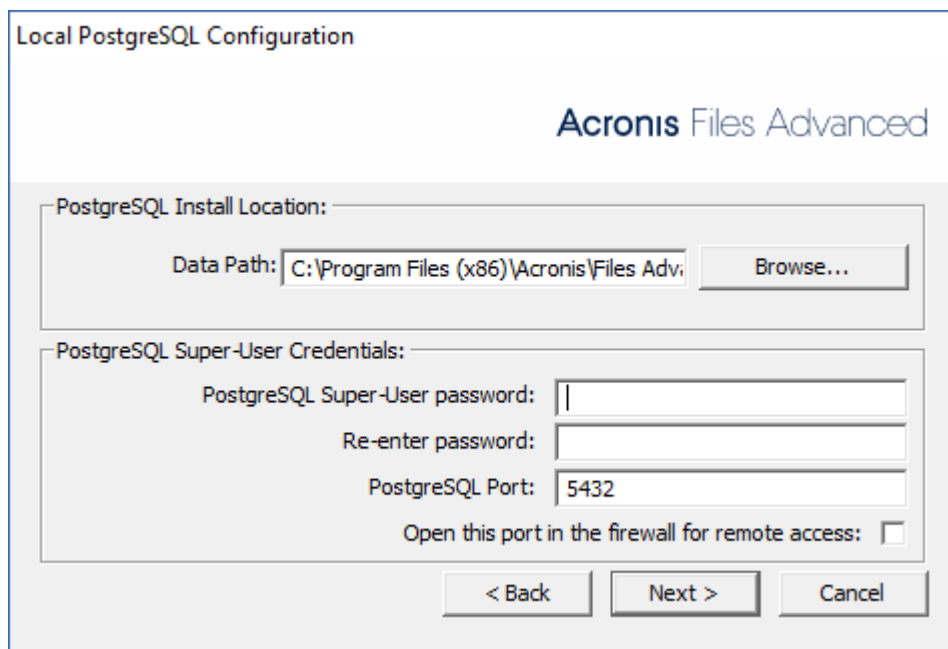 Local PostgreSQL Configuration
Acronis Files Advanced
PostgreSQL Install Location:
Data Path: C:\Program Files (x86)\Acronis\Files Adva Browse...
PostgreSQL Super-User Credentials:
PostgreSQL Super-User password:
Re-enter password:
PostgreSQL Port: 5432
Open this port in the firewall for remote access:
< Back Next > Cancel